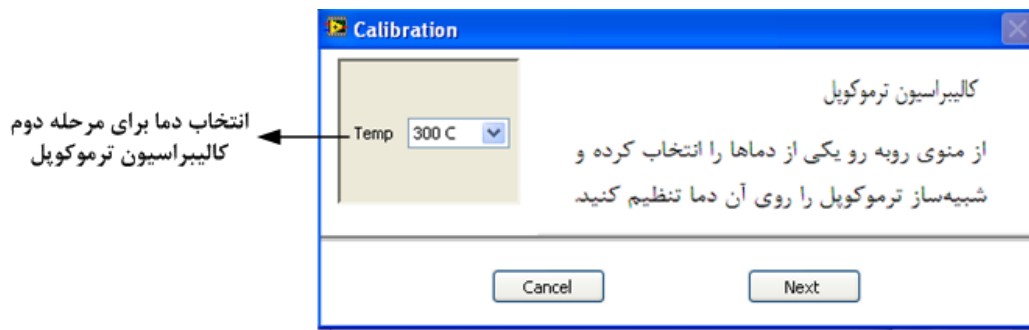 Calibration
کالیبراسیون ترموکوپل
از منوی روبه رو یکی از دماها را انتخاب کرده و
شبیه‌ساز ترموکوپل را روی آن دما تنظیم کنید.
Temp 300 C
انتخاب دما برای مرحله دوم
کالیبراسیون ترموکوپل
Cancel Next